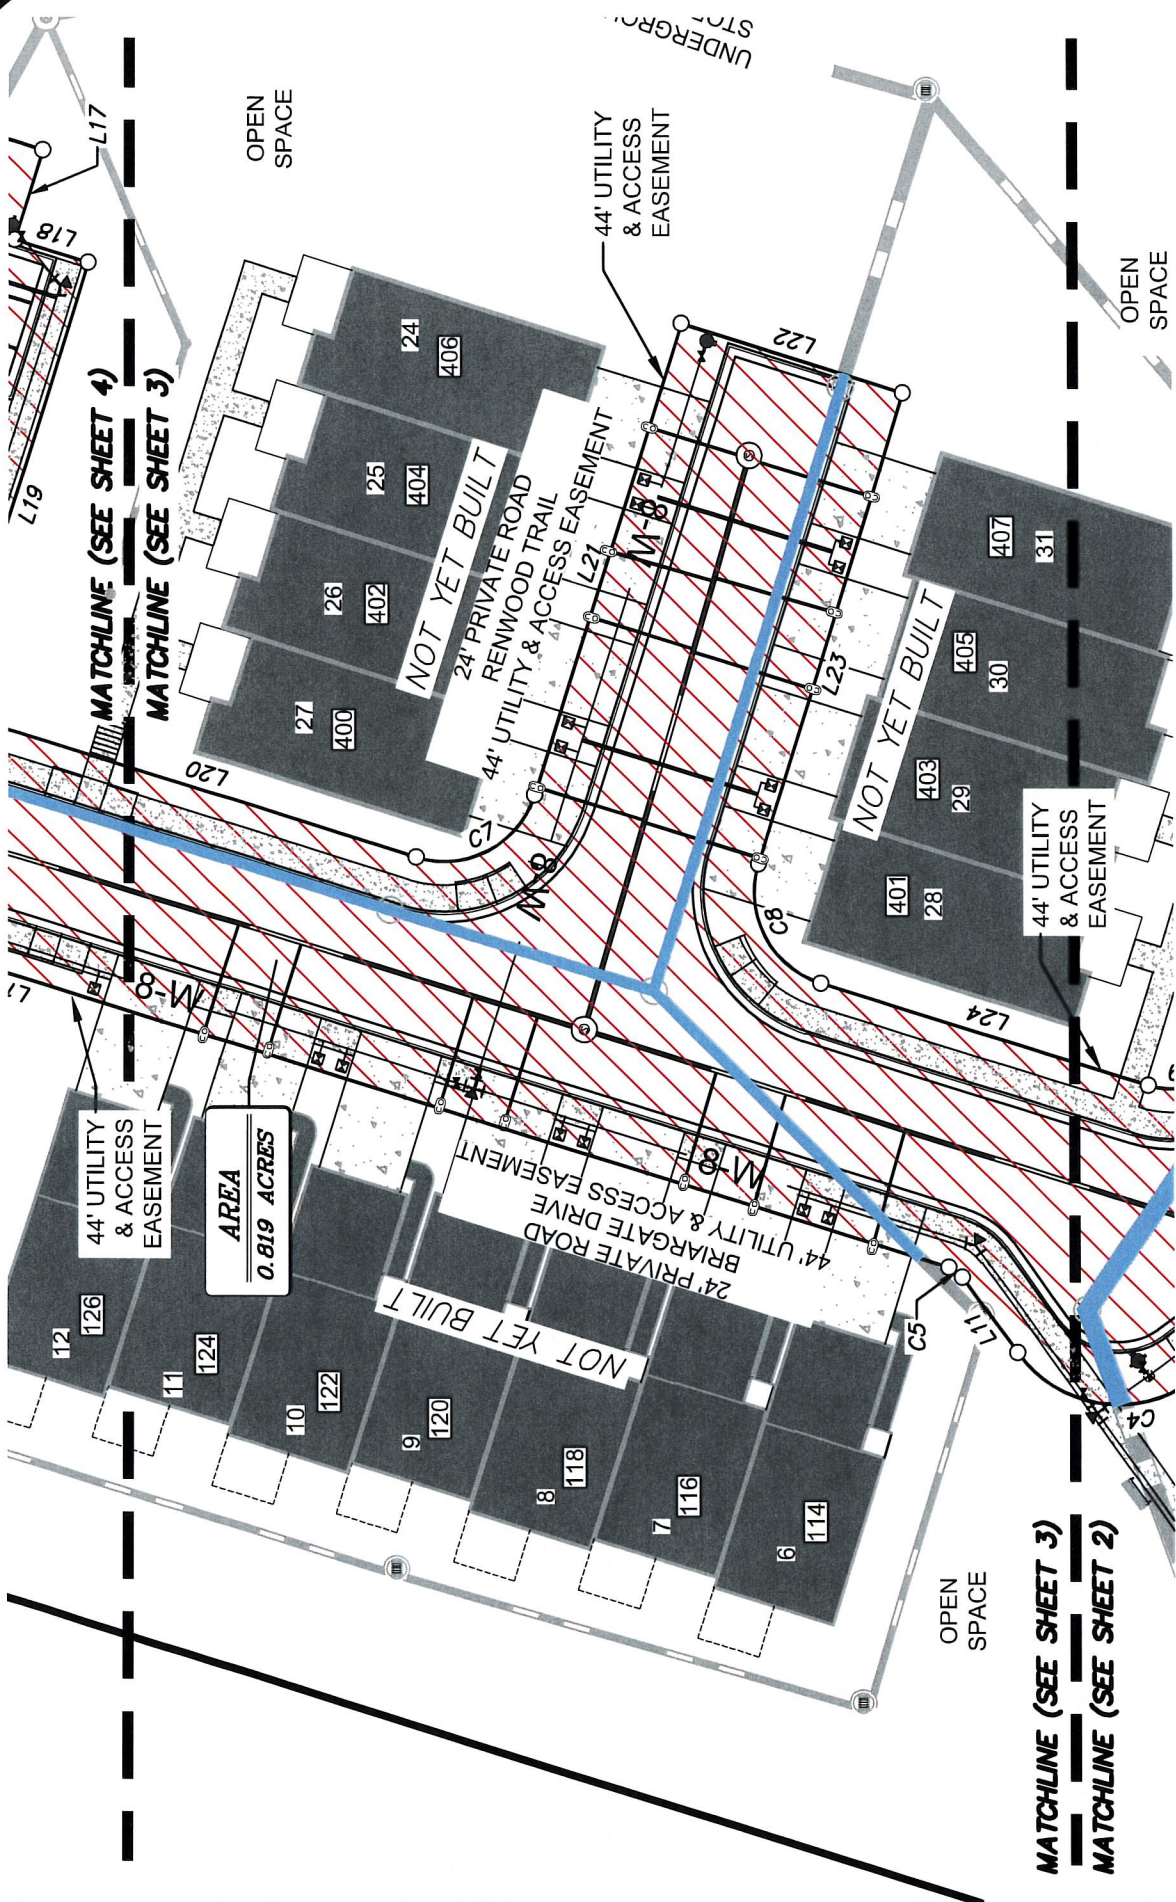 UNDERGROU
STO
OPEN
SPACE
L17
L18
L19
44' UTILITY
& ACCESS
EASEMENT
MATCHLINE (SEE SHEET 4)
MATCHLINE (SEE SHEET 3)
24
406
25
404
26
402
27
400
NOT YET BUILT
24' PRIVATE ROAD
RENWOOD TRAIL
44' UTILITY & ACCESS EASEMENT
L20
L21
L22
L23
W-8
C7
W-8
C8
L24
OPEN
SPACE
407
31
405
30
403
29
401
28
NOT YET BUILT
44' UTILITY
& ACCESS
EASEMENT
W-8
44' UTILITY
& ACCESS
EASEMENT
AREA
0.819 ACRES
W-8
24' PRIVATE ROAD
BRIARGATE DRIVE
44' UTILITY & ACCESS EASEMENT
NOT YET BUILT
12
126
11
124
10
122
9
120
8
118
7
116
6
114
C5
L11
C4
OPEN
SPACE
MATCHLINE (SEE SHEET 3)
MATCHLINE (SEE SHEET 2)